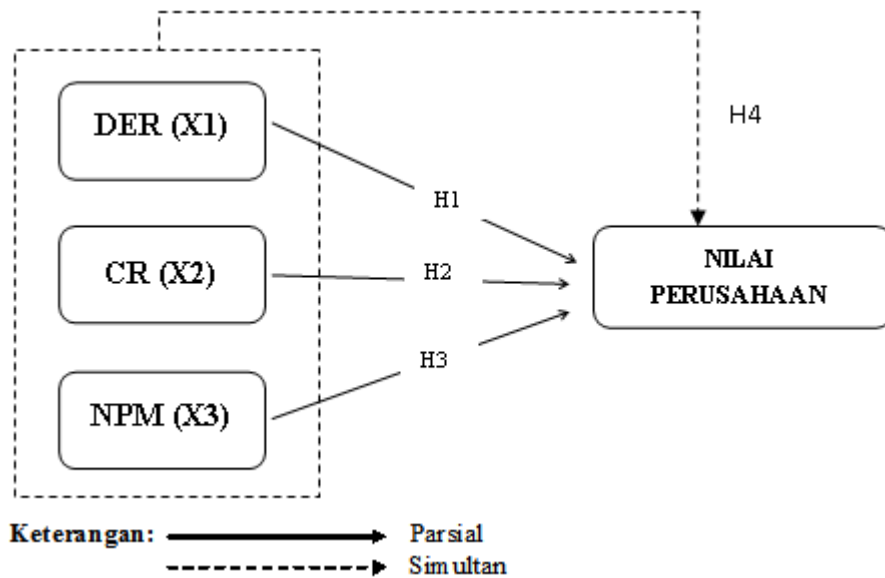 DER (X1)
H4
H1
CR (X2)
H2
NILAI
PERUSAHAAN
H3
NPM (X3)
Keterangan:
Parsial
Simultan